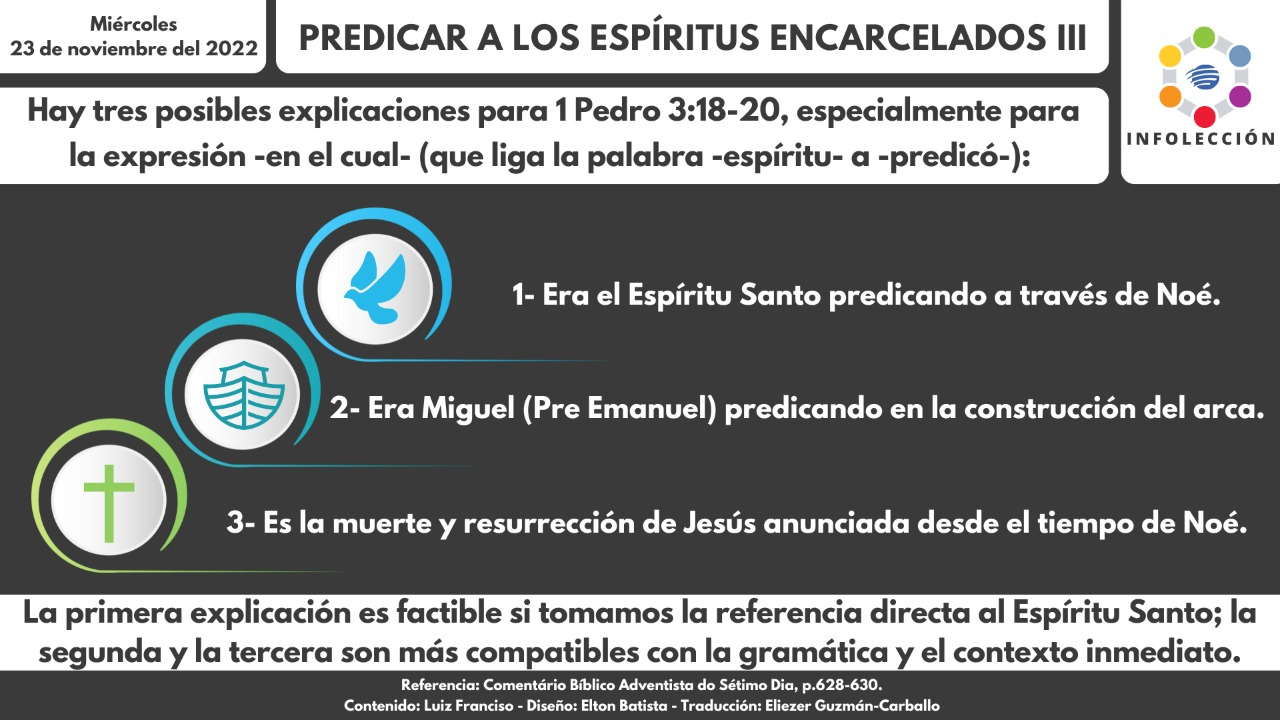 Miércoles
23 de noviembre del 2022
PREDICAR A LOS ESPÍRITUS ENCARCELADOS III
INFOLECCIÓN
Hay tres posibles explicaciones para 1 Pedro 3:18-20, especialmente para
la expresión -en el cual- (que liga la palabra -espíritu- a -predicó-):
1- Era el Espíritu Santo predicando a través de Noé.
2- Era Miguel (Pre Emanuel) predicando en la construcción del arca.
3- Es la muerte y resurrección de Jesús anunciada desde el tiempo de Noé.
La primera explicación es factible si tomamos la referencia directa al Espíritu Santo; la
segunda y la tercera son más compatibles con la gramática y el contexto inmediato.
Referencia: Comentário Bíblico Adventista do Sétimo Dia, p.628-630.
Contenido: Luiz Franciso - Diseño: Elton Batista - Traducción: Eliezer Guzmán-Carballo